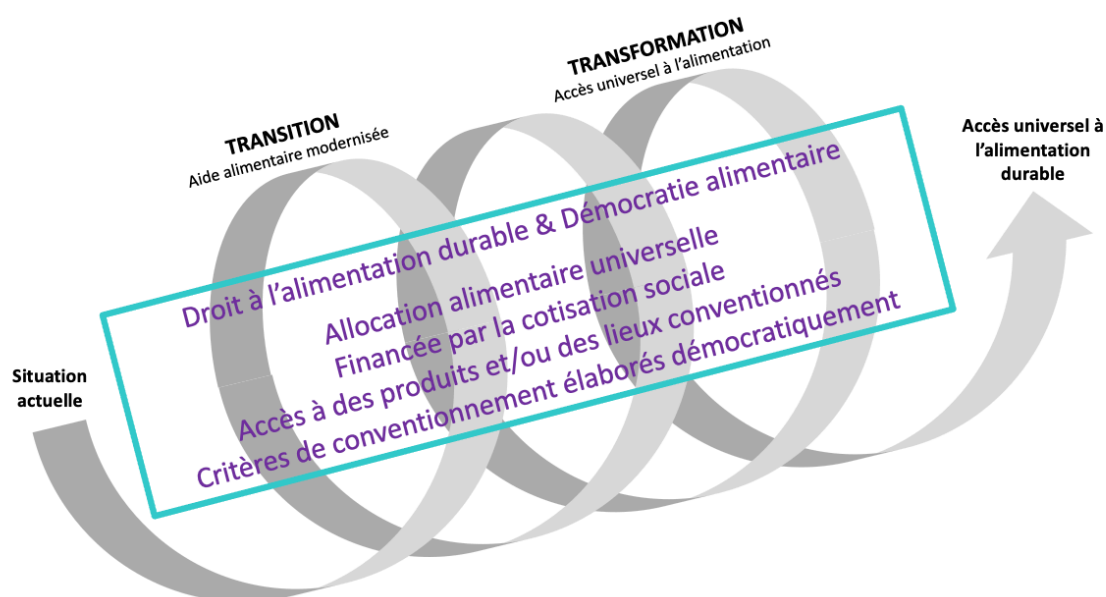 TRANSFORMATION
Accès universel à l'alimentation
TRANSITION
Aide alimentaire modernisée
Accès universel à
l'alimentation
durable
Droit à l'alimentation durable & Démocratie alimentaire
Allocation alimentaire universelle
Financée par la cotisation sociale
Accès à des produits et/ou des lieux conventionnés
Critères de conventionnement élaborés démocratiquement
Situation
actuelle